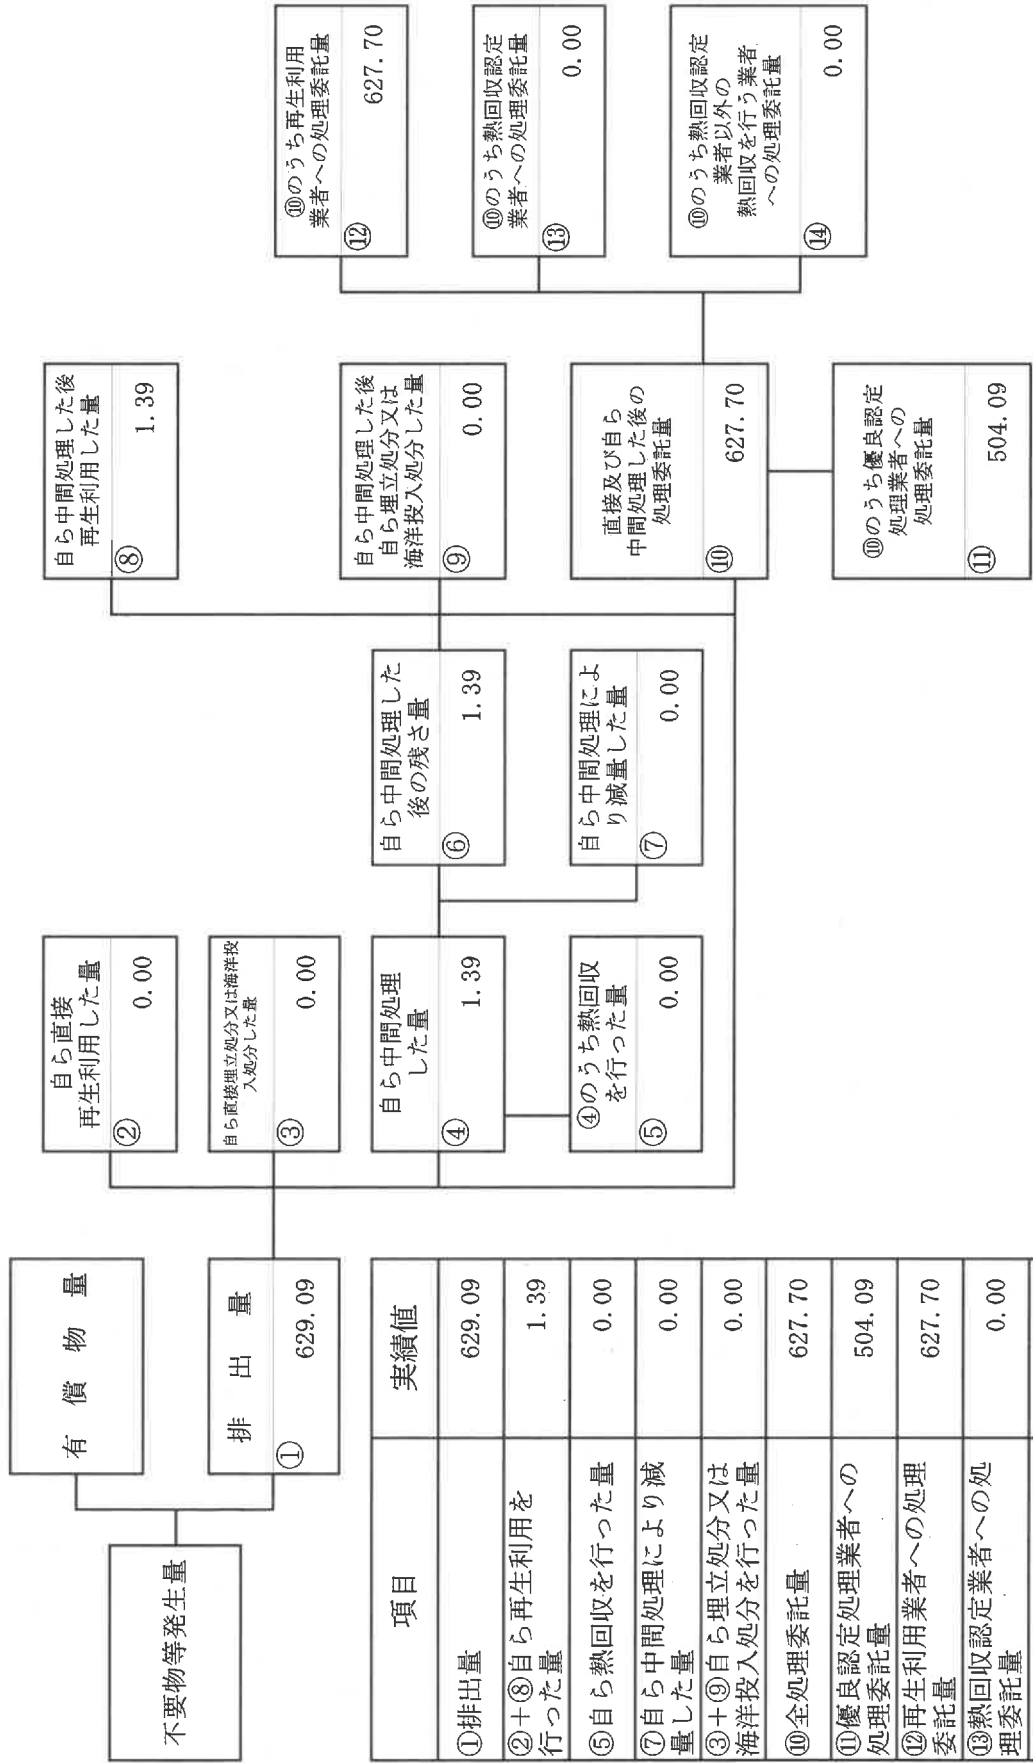 不要物等発生量
有償物量
排出量
①
629.09
自ら直接
再生利用した量
②
0.00
自ら直接埋立処分又は海洋投
入処分した量
③
0.00
自ら中間処理
した量
④
1.39
④のうち熱回収
を行った量
⑤
0.00
自ら中間処理した
後の残さ量
⑥
1.39
自ら中間処理によ
り減量した量
⑦
0.00
自ら中間処理した後
再生利用した量
⑧
1.39
自ら中間処理した後
自ら埋立処分又は
海洋投入処分した量
⑨
0.00
直接及び自ら
中間処理した後の
処理委託量
⑩
627.70
⑩のうち優良認定
処理業者への
処理委託量
⑪
504.09
⑩のうち再生利用
業者への処理委託量
⑫
627.70
⑩のうち熱回収認定
業者への処理委託量
⑬
0.00
⑩のうち熱回収認定
業者以外の
熱回収を行う業者
への処理委託量
⑭
0.00
項目 実績値
①排出量 629.09
②＋⑧自ら再生利用を
行った量 1.39
⑤自ら熱回収を行った量 0.00
⑦自ら中間処理により減
量した量 0.00
③＋⑨自ら埋立処分又は
海洋投入処分を行った量 0.00
⑩全処理委託量 627.70
⑪優良認定処理業者への
処理委託量 504.09
⑫再生利用業者への処理
委託量 627.70
⑬熱回収認定業者への処
理委託量 0.00